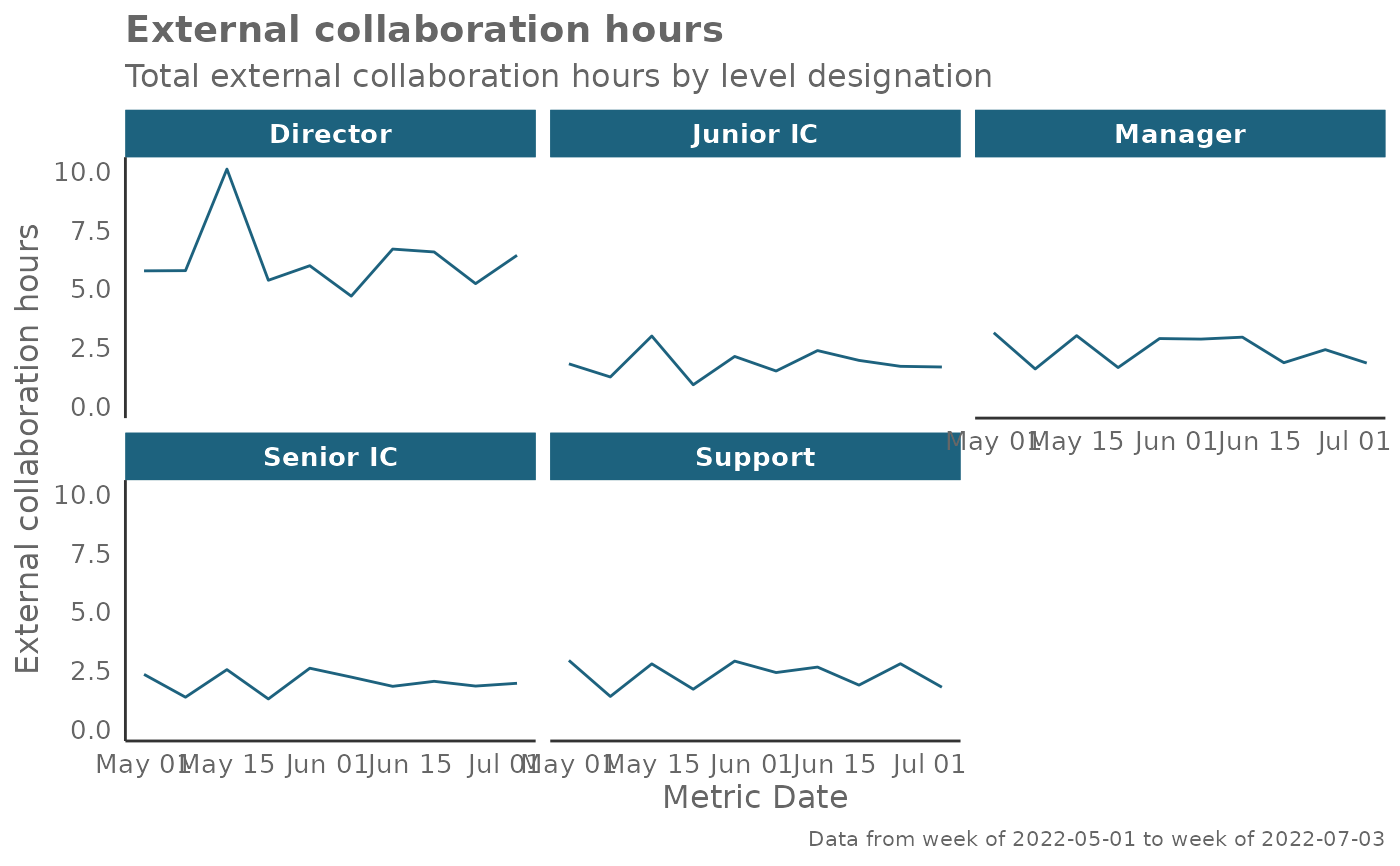 External collaboration hours
Total external collaboration hours by level designation
Director
Junior IC
Manager
External collaboration hours
10.0
7.5
5.0
2.5
0.0
May 01 May 15 Jun 01 Jun 15 Jul 01
Senior IC
Support
10.0
7.5
5.0
2.5
0.0
May 01 May 15 Jun 01 Jun 15 Jul 01
May 01 May 15 Jun 01 Jun 15 Jul 01
Metric Date
Data from week of 2022-05-01 to week of 2022-07-03